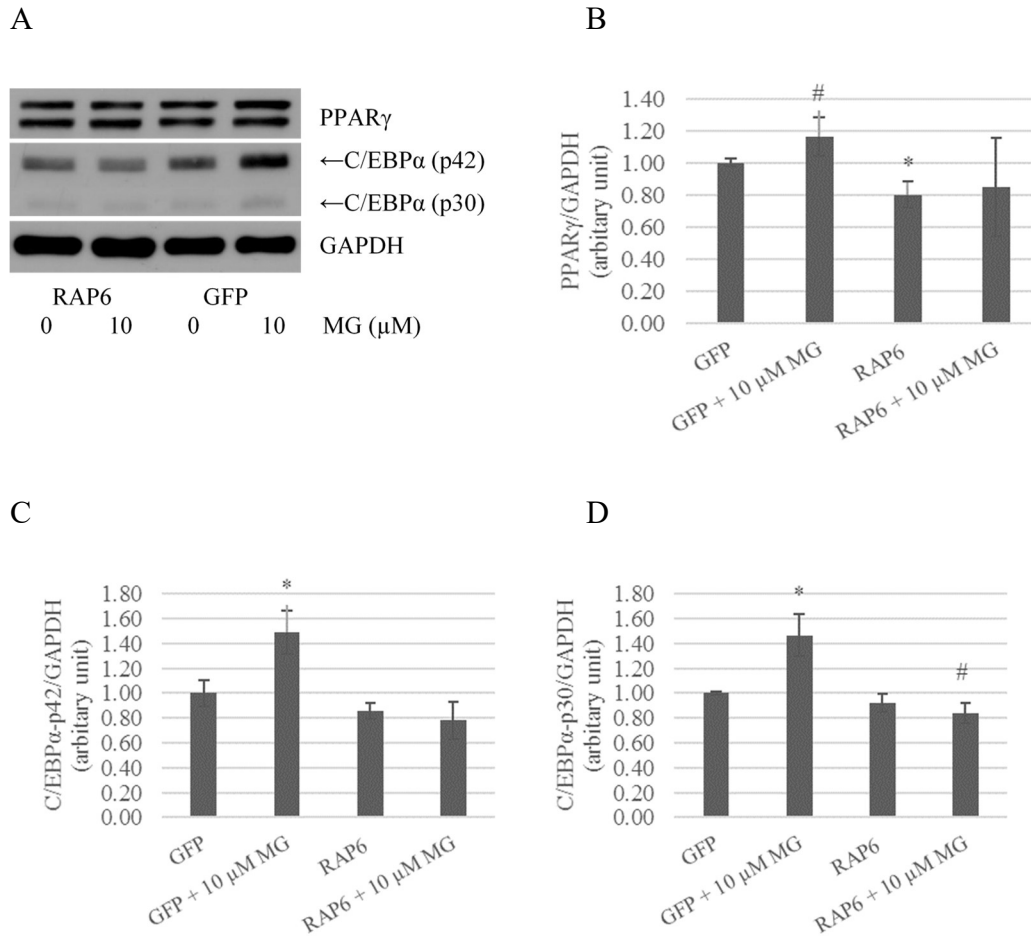 A
PPARγ
←C/EBPα (p42)
←C/EBPα (p30)
GAPDH
RAP6 GFP
0 10 0 10 MG (µM)
B
PPARγ/GAPDH
(arbitary unit)
1.40
1.20
1.00
0.80
0.60
0.40
0.20
0.00
#
*
GFP
GFP + 10 µM MG
RAP6
RAP6 + 10 µM MG
C
C/EBPα-p42/GAPDH
(arbitary unit)
1.80
1.60
1.40
1.20
1.00
0.80
0.60
0.40
0.20
0.00
*
GFP
GFP + 10 µM MG
RAP6
RAP6 + 10 µM MG
D
C/EBPα-p30/GAPDH
(arbitary unit)
1.80
1.60
1.40
1.20
1.00
0.80
0.60
0.40
0.20
0.00
*
#
GFP
GFP + 10 µM MG
RAP6
RAP6 + 10 µM MG